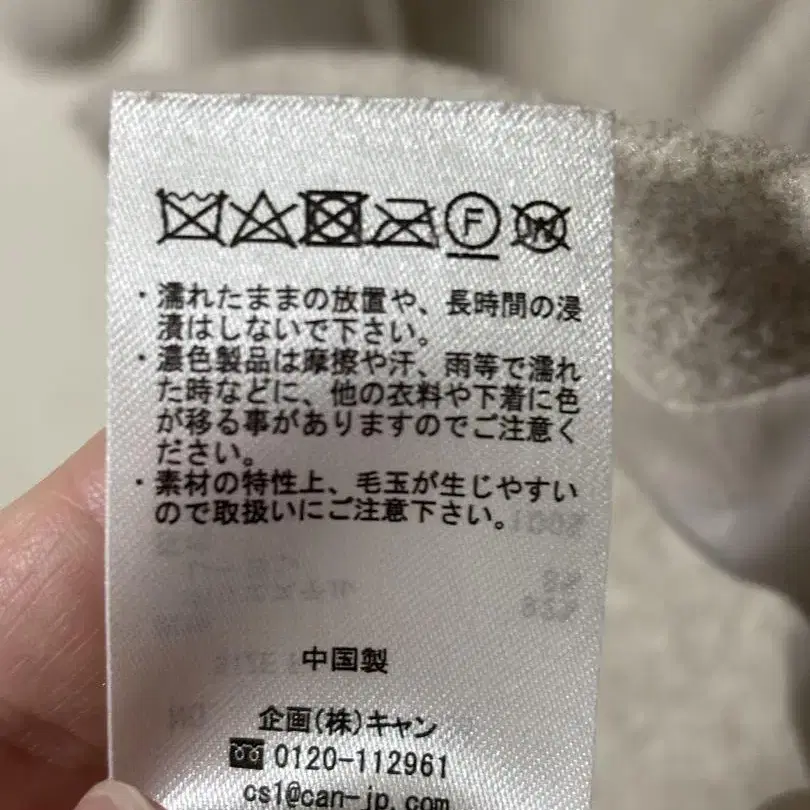 F W
・濡れたままの放置や、長時間の浸
漬はしないで下さい。
・濃色製品は摩擦や汗、雨等で濡れ
た時などに、他の衣料や下着に色
が移る事がありますのでご注意く
ださい。
・素材の特性上、毛玉が生じやすい
ので取扱いにご注意下さい。
中国製
企画(株)キャン
0120-112961
cs1@can-jp.com